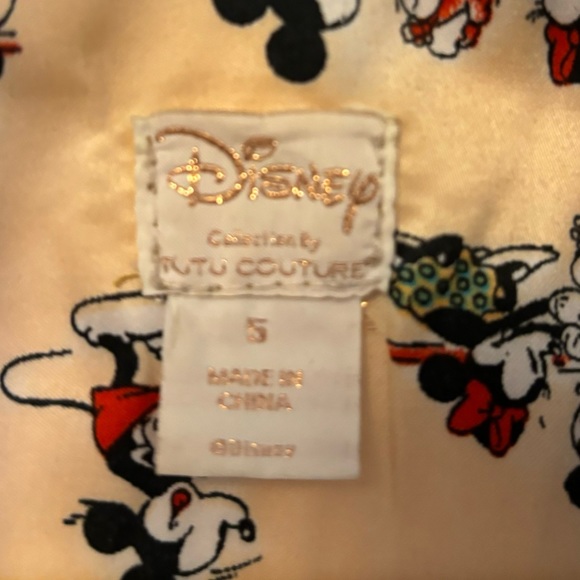 Disney
Collection by
TUTU COUTURE
5
MADE IN
CHINA
©Disney